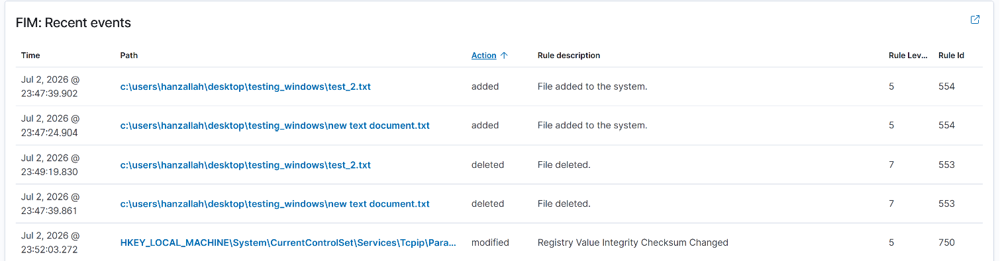 FIM: Recent events
Time Path Action ↑ Rule description Rule Lev... Rule Id
Jul 2, 2026 @
23:47:39.902 c:\users\hanzallah\desktop\testing_windows\test_2.txt added File added to the system. 5 554
Jul 2, 2026 @
23:47:24.904 c:\users\hanzallah\desktop\testing_windows\new text document.txt added File added to the system. 5 554
Jul 2, 2026 @
23:49:19.830 c:\users\hanzallah\desktop\testing_windows\test_2.txt deleted File deleted. 7 553
Jul 2, 2026 @
23:47:39.861 c:\users\hanzallah\desktop\testing_windows\new text document.txt deleted File deleted. 7 553
Jul 2, 2026 @
23:52:03.272 HKEY_LOCAL_MACHINE\System\CurrentControlSet\Services\Tcpip\Para... modified Registry Value Integrity Checksum Changed 5 750